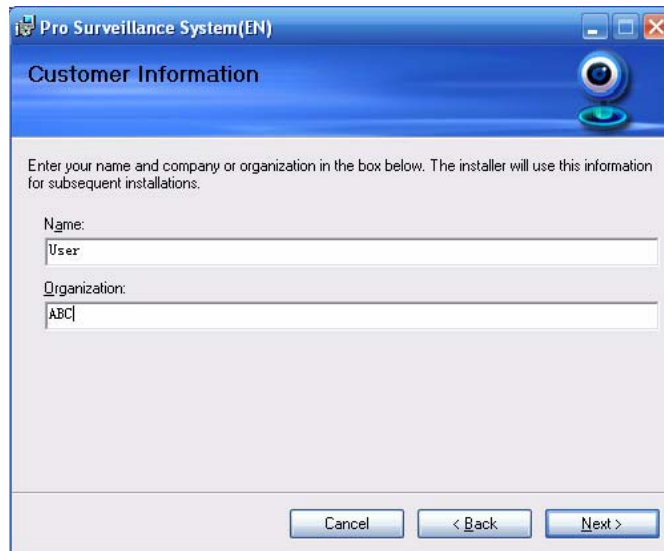 Pro Surveillance System(EN)
Customer Information
Enter your name and company or organization in the box below. The installer will use this information
for subsequent installations.
Name:
User
Organization:
ABC
Cancel
< Back
Next >